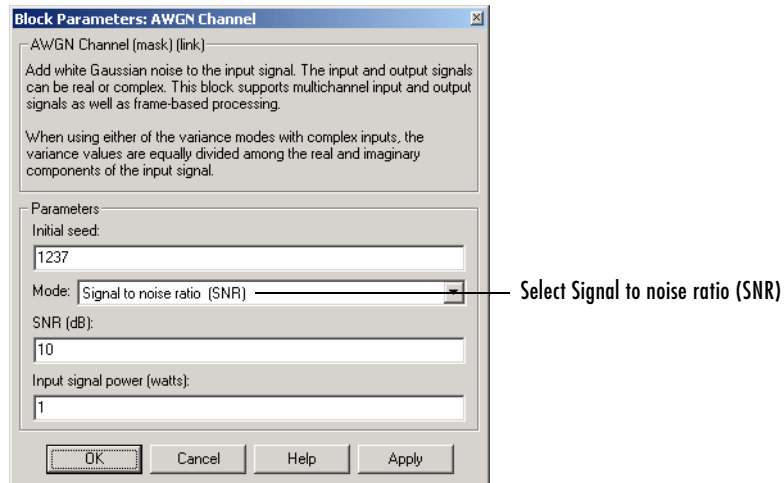 Block Parameters: AWGN Channel
AWGN Channel (mask) (link)
Add white Gaussian noise to the input signal. The input and output signals
can be real or complex. This block supports multichannel input and output
signals as well as frame-based processing.
When using either of the variance modes with complex inputs, the
variance values are equally divided among the real and imaginary
components of the input signal.
Parameters
Initial seed:
1237
Mode: Signal to noise ratio (SNR)
Select Signal to noise ratio (SNR)
SNR (dB):
10
Input signal power (watts):
1
OK Cancel Help Apply